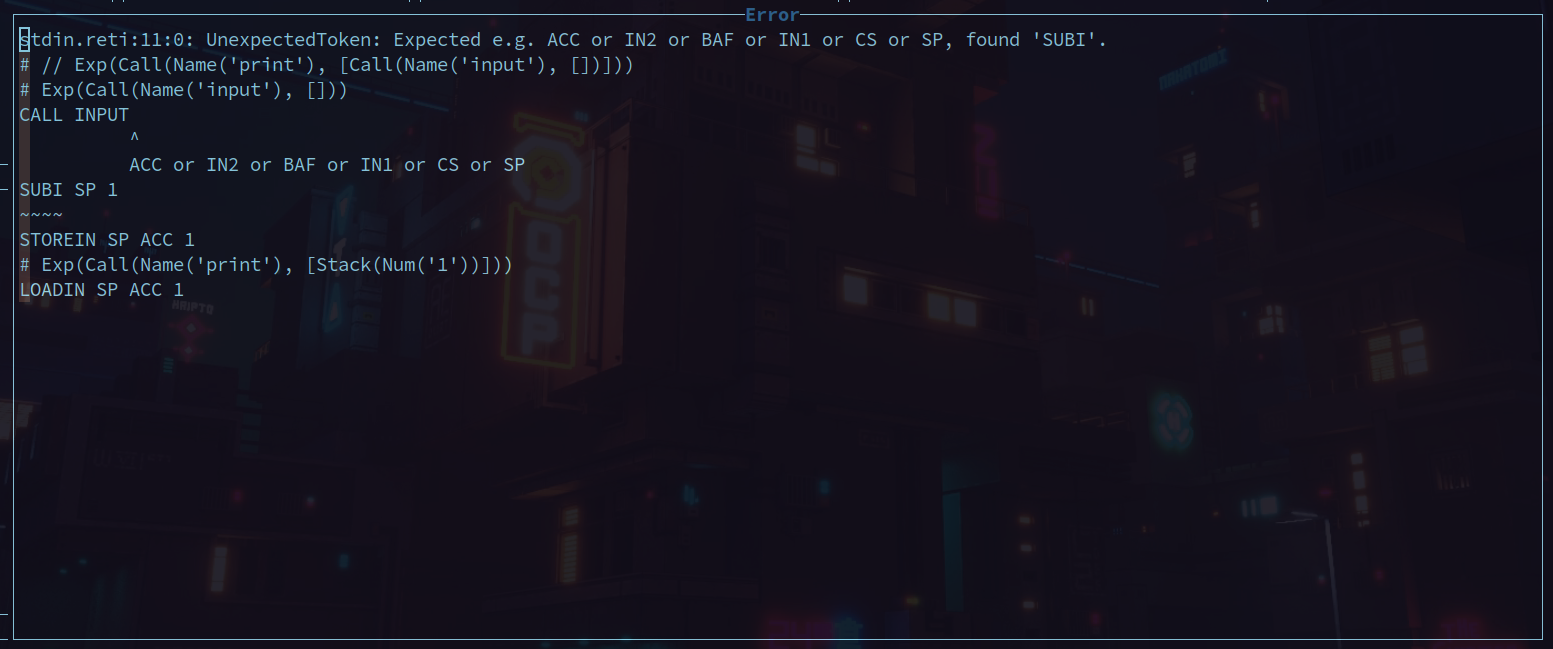 Error
stdin.reti:11:0: UnexpectedToken: Expected e.g. ACC or IN2 or BAF or IN1 or CS or SP, found 'SUBI'.
# // Exp(Call(Name('print'), [Call(Name('input'), [])]))
# Exp(Call(Name('input'), []))
CALL INPUT
^
ACC or IN2 or BAF or IN1 or CS or SP
SUBI SP 1
~~~~
STOREIN SP ACC 1
# Exp(Call(Name('print'), [Stack(Num('1'))]))
LOADIN SP ACC 1
OCP